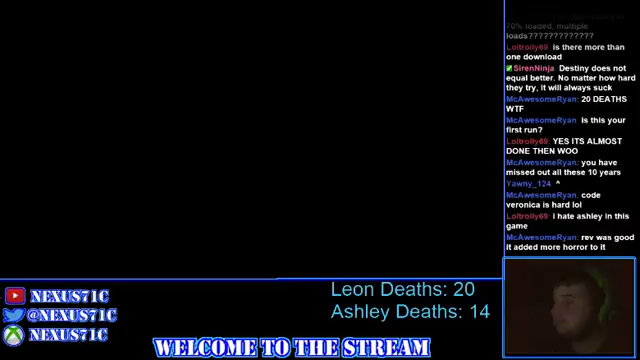 70% loaded, multiple
loads?????????????
Loltrolly69: is there more than
one download
SirenNinja: Destiny does not
equal better. No matter how hard
they try, it will always suck
McAwesomeRyan: 20 DEATHS
WTF
McAwesomeRyan: Is this your
first run?
Loltrolly69: YES ITS ALMOST
DONE THEN WOO
McAwesomeRyan: you have
missed out all these 10 years
Yawny_124: ^
McAwesomeRyan: code
veronica is hard lol
Loltrolly69: i hate ashley in this
game
McAwesomeRyan: rev was good
it added more horror to it
Leon Deaths: 20
Ashley Deaths: 14
NEXUS71C
@NEXUS71C
NEXUS71C
WELCOME TO THE STREAM